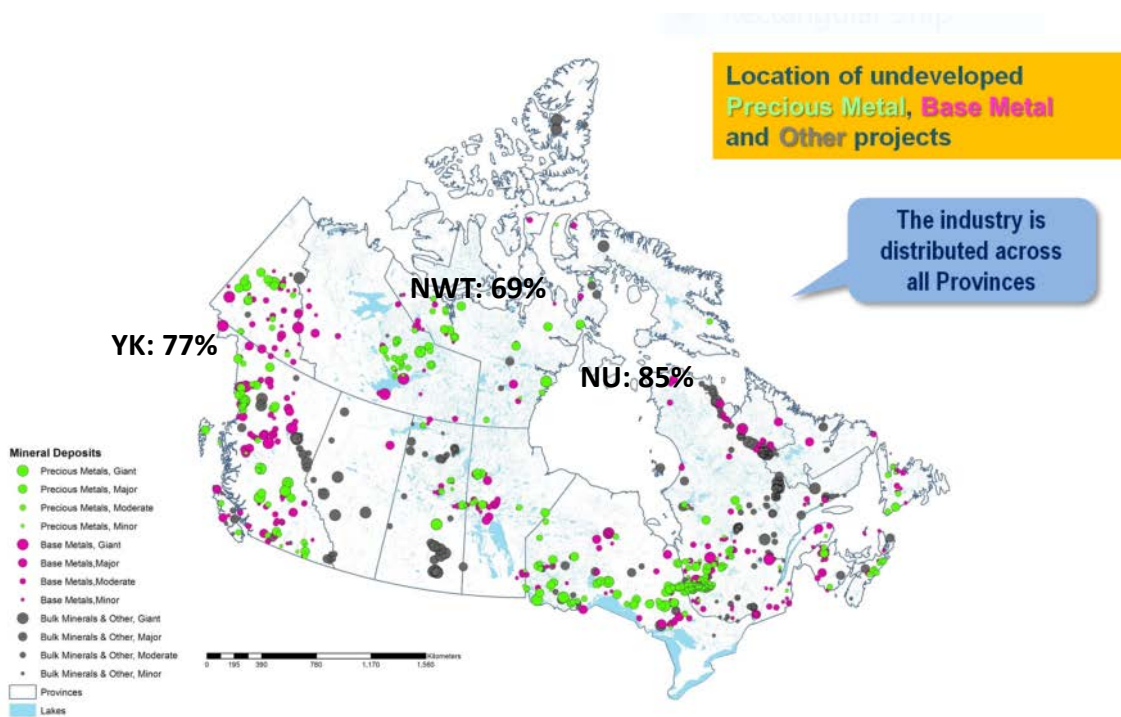 Location of undeveloped
Precious Metal, Base Metal
and Other projects
The industry is
distributed across
all Provinces
NWT: 69%
YK: 77%
NU: 85%
Mineral Deposits
Precious Metals, Giant
Precious Metals, Major
Precious Metals, Moderate
Precious Metals, Minor
Base Metals, Giant
Base Metals,Major
Base Metals,Moderate
Base Metals,Minor
Bulk Minerals & Other, Giant
Bulk Minerals & Other, Major
Bulk Minerals & Other, Moderate
Bulk Minerals & Other, Minor
Provinces
Lakes
Kilometers
0 195 390 780 1,170 1,560